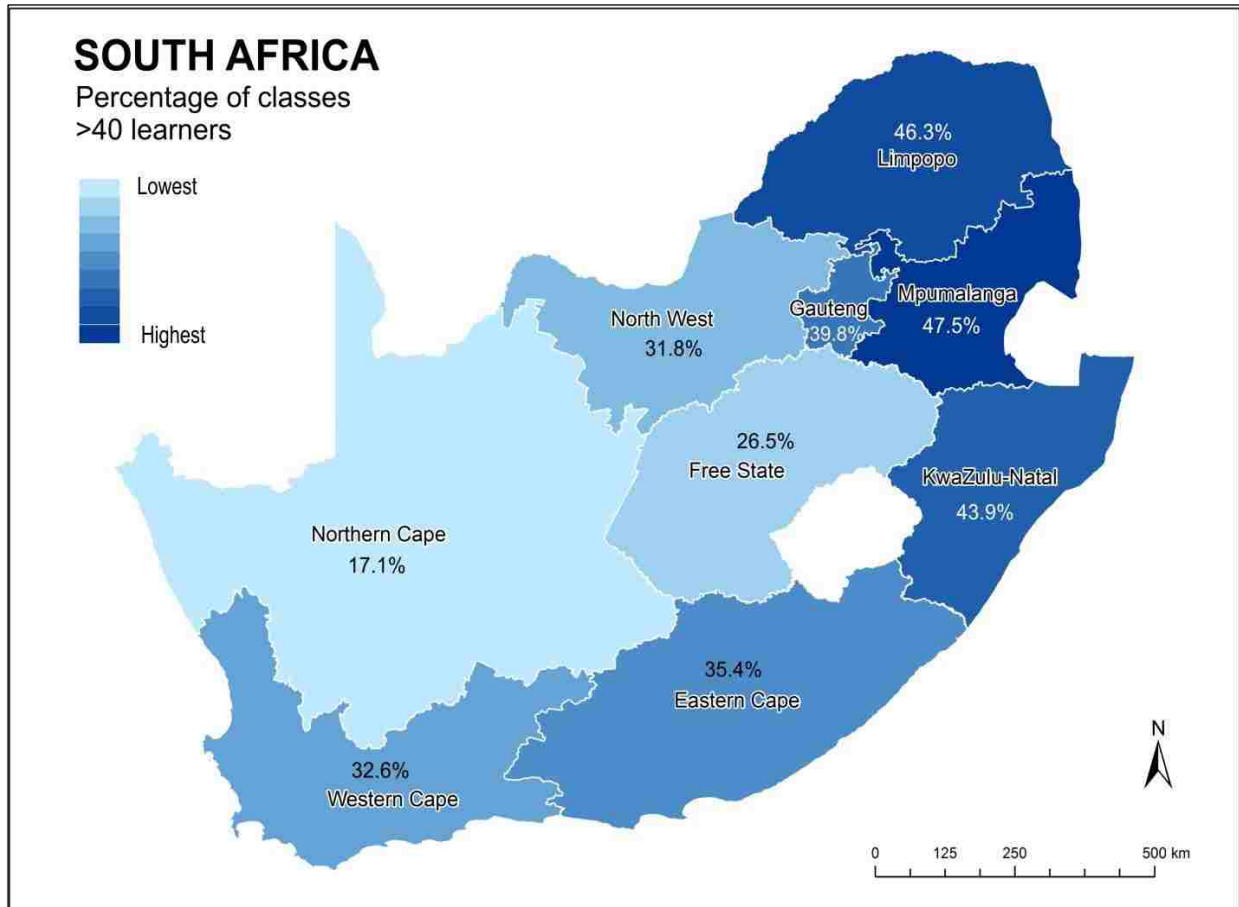 SOUTH AFRICA
Percentage of classes
>40 learners
Lowest
Highest
46.3%
Limpopo
Mpumalanga
47.5%
Gauteng
39.8%
North West
31.8%
26.5%
Free State
KwaZulu-Natal
43.9%
Northern Cape
17.1%
35.4%
Eastern Cape
32.6%
Western Cape
N
0 125 250 500 km